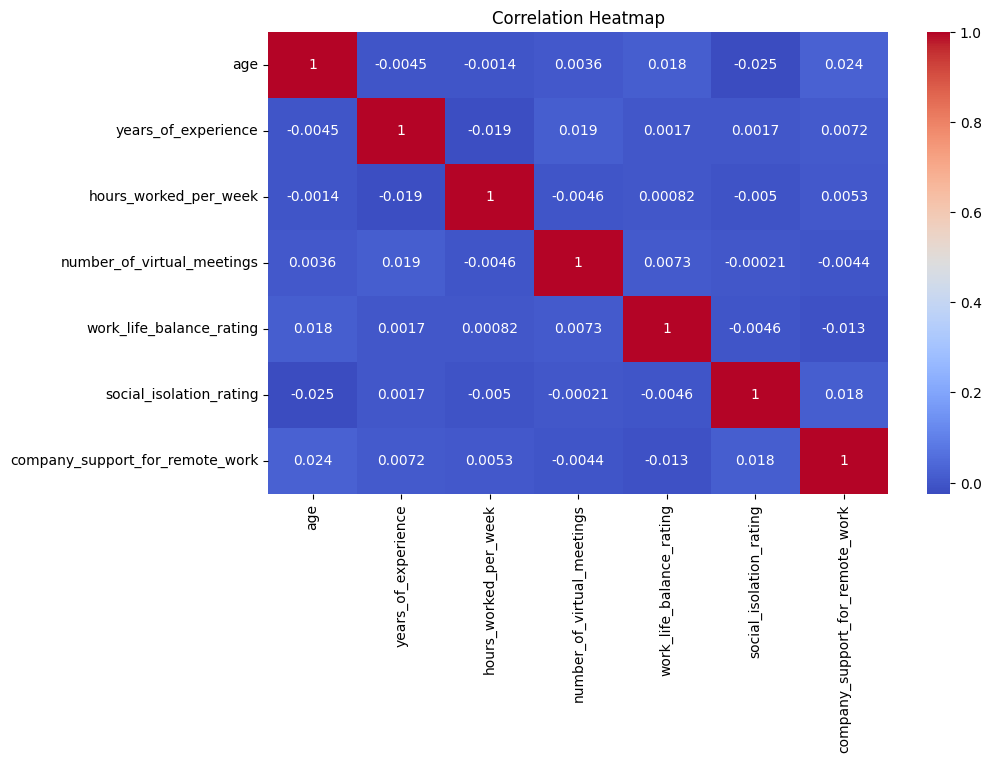 Correlation Heatmap
age 1 -0.0045 -0.0014 0.0036 0.018 -0.025 0.024
years_of_experience -0.0045 1 -0.019 0.019 0.0017 0.0017 0.0072
hours_worked_per_week -0.0014 -0.019 1 -0.0046 0.00082 -0.005 0.0053
number_of_virtual_meetings 0.0036 0.019 -0.0046 1 0.0073 -0.00021 -0.0044
work_life_balance_rating 0.018 0.0017 0.00082 0.0073 1 -0.0046 -0.013
social_isolation_rating -0.025 0.0017 -0.005 -0.00021 -0.0046 1 0.018
company_support_for_remote_work 0.024 0.0072 0.0053 -0.0044 -0.013 0.018 1
age
years_of_experience
hours_worked_per_week
number_of_virtual_meetings
work_life_balance_rating
social_isolation_rating
company_support_for_remote_work
1.0
0.8
0.6
0.4
0.2
0.0